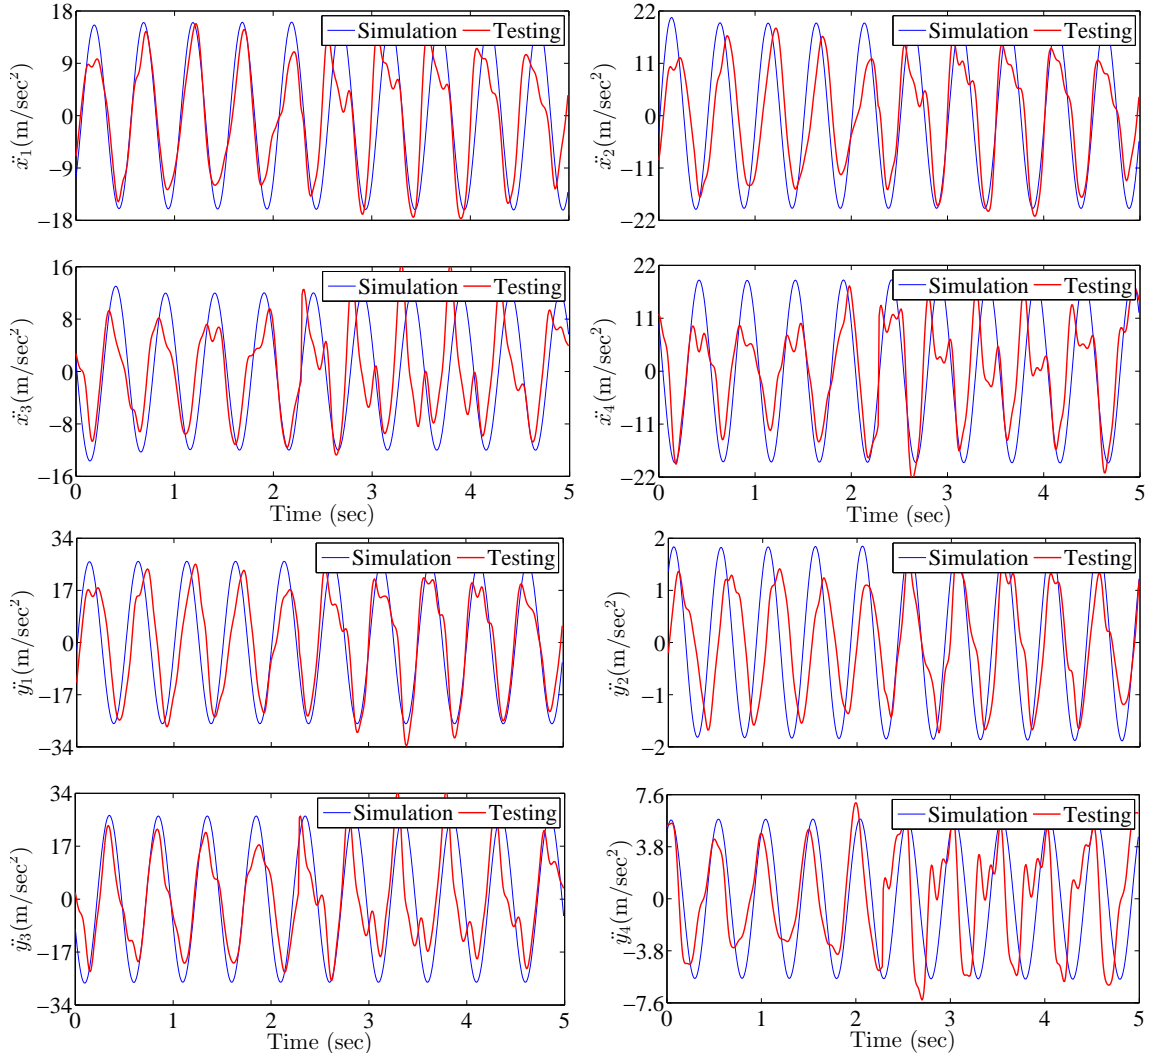 18
9
0
−9
−18
ẍ1(m/sec2)
Simulation Testing
22
11
0
−11
−22
ẍ2(m/sec2)
Simulation Testing
16
8
0
−8
−16
ẍ3(m/sec2)
Simulation Testing
0 1 2 3 4 5
Time (sec)
22
11
0
−11
−22
ẍ4(m/sec2)
Simulation Testing
0 1 2 3 4 5
Time (sec)
34
17
0
−17
−34
ÿ1(m/sec2)
Simulation Testing
2
1
0
−1
−2
ÿ2(m/sec2)
Simulation Testing
34
17
0
−17
−34
ÿ3(m/sec2)
Simulation Testing
0 1 2 3 4 5
Time (sec)
7.6
3.8
0
−3.8
−7.6
ÿ4(m/sec2)
Simulation Testing
0 1 2 3 4 5
Time (sec)